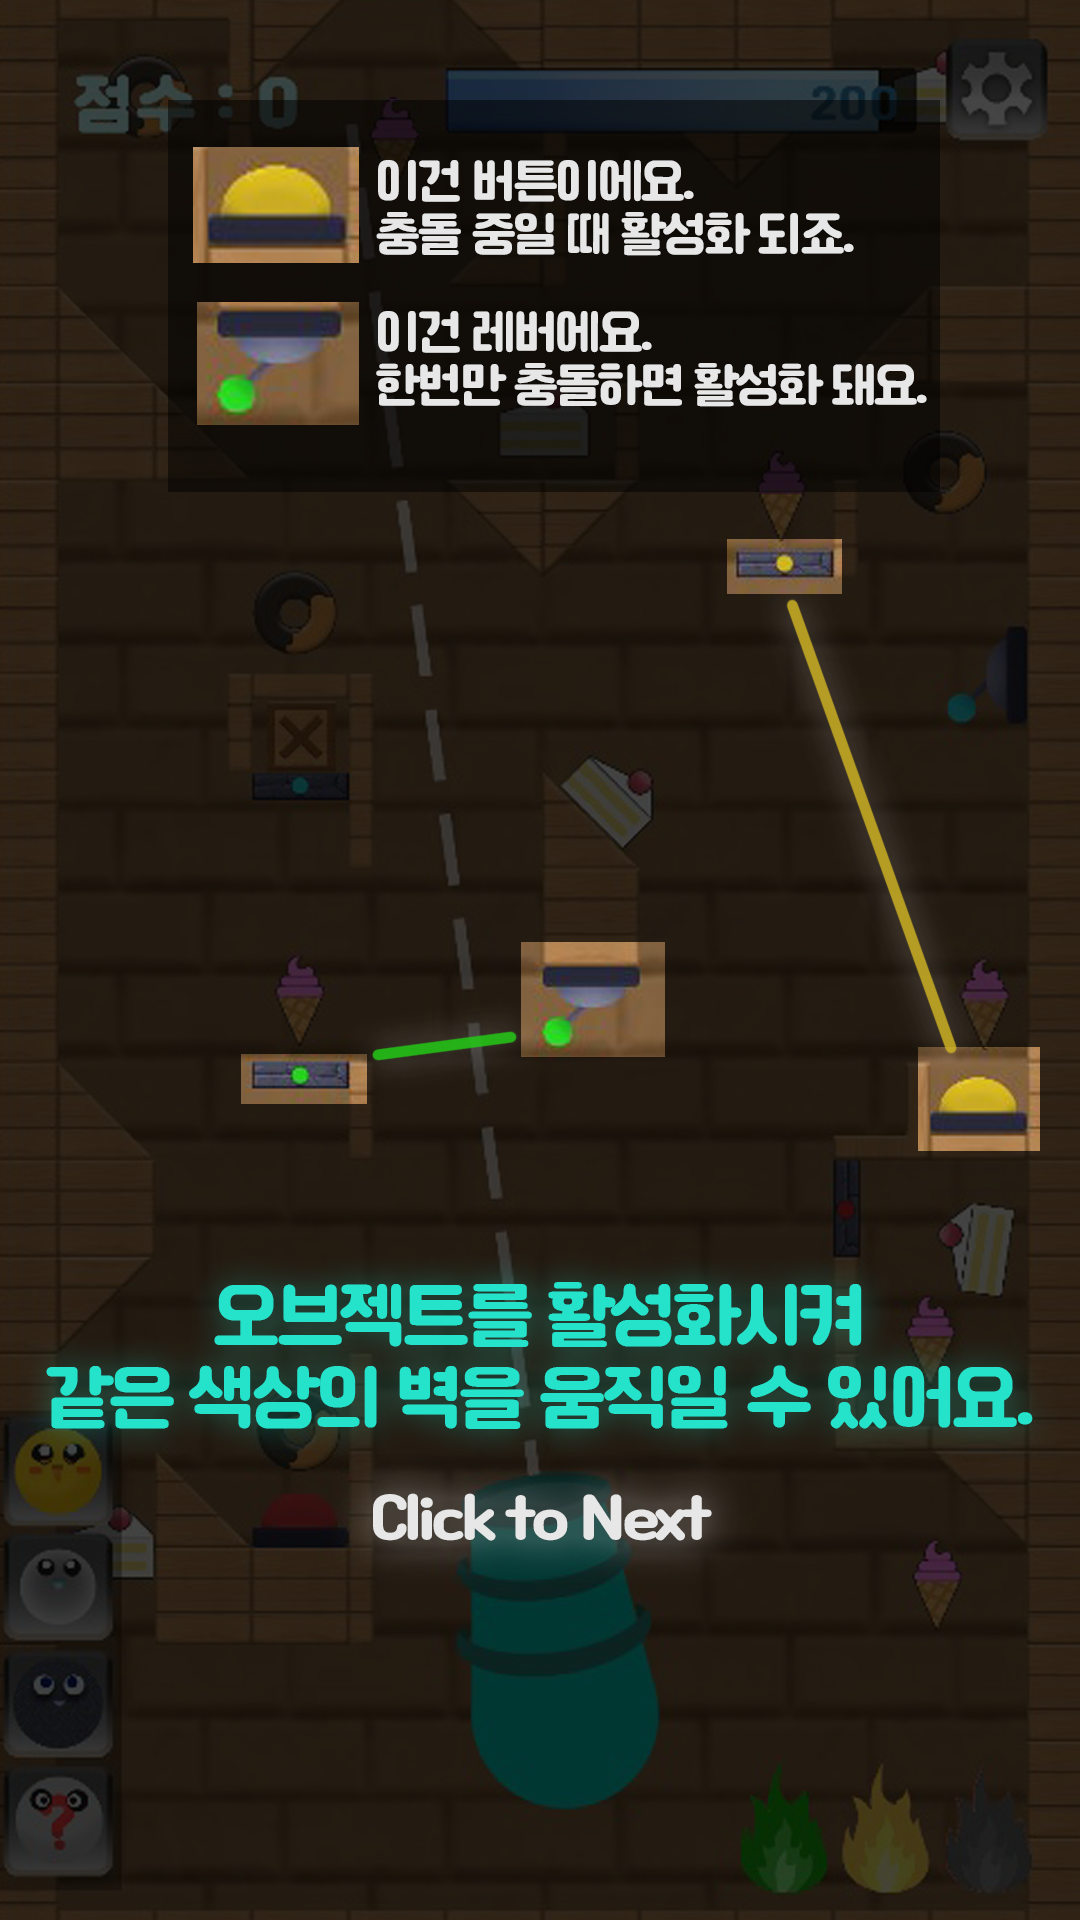 점수 : 0
200
이건 버튼이에요.
충돌 중일 때 활성화 되죠.
이건 레버에요.
한번만 충돌하면 활성화 돼요.
오브젝트를 활성화시켜
같은 색상의 벽을 움직일 수 있어요.
Click to Next
?